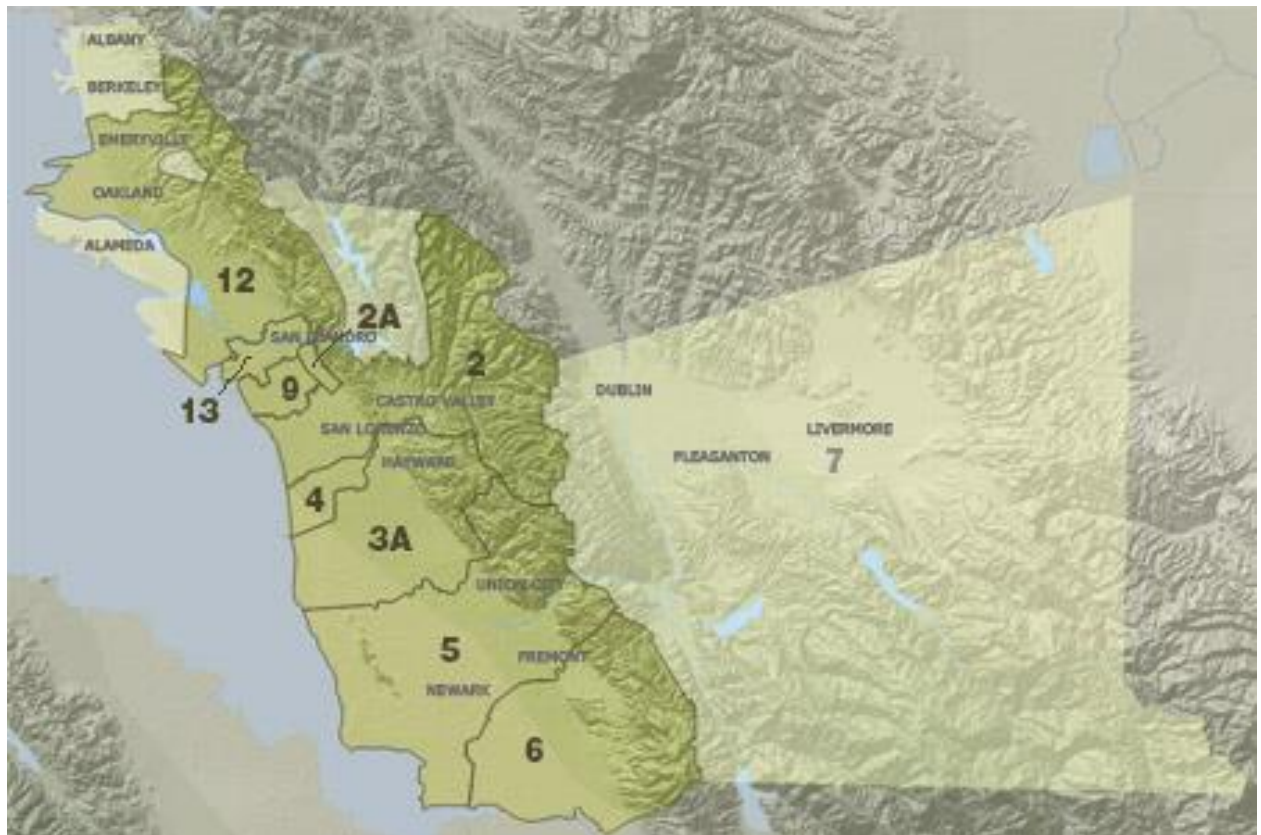 ALBANY
BERKELEY
EMERYVILLE
OAKLAND
ALAMEDA
12
2A
SAN LEANDRO
2
9
13
DUBLIN
CASTRO VALLEY
SAN LORENZO
LIVERMORE
PLEASANTON
7
HAYWARD
4
3A
UNION CITY
5
FREMONT
NEWARK
6